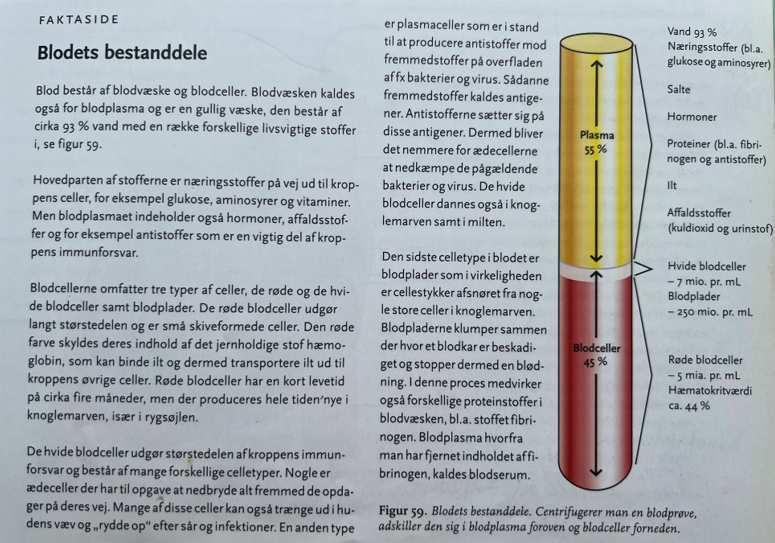 FAKTASIDE
Blodets bestanddele
Blod består af blodvæske og blodceller. Blodvæsken kaldes
også for blodplasma og er en gullig væske, den består af
cirka 93 % vand med en række forskellige livsvigtige stoffer
i, se figur 59.
Hovedparten af stofferne er næringsstoffer på vej ud til krop-
pens celler, for eksempel glukose, aminosyrer og vitaminer.
Men blodplasmaet indeholder også hormoner, affaldsstof-
fer og for eksempel antistoffer som er en vigtig del af krop-
pens immunforsvar.
Blodcellerne omfatter tre typer af celler, de røde og de hvi-
de blodceller samt blodplader. De røde blodceller udgør
langt størstedelen og er små skiveformede celler. Den røde
farve skyldes deres indhold af det jernholdige stof hæmo-
globin, som kan binde ilt og dermed transportere ilt ud til
kroppens øvrige celler. Røde blodceller har en kort levetid
på cirka fire måneder, men der produceres hele tiden nye i
knoglemarven, især i rygsøjlen.
De hvide blodceller udgør størstedelen af kroppens immun-
forsvar og består af mange forskellige celletyper. Nogle er
ædeceller der har til opgave at nedbryde alt fremmed de opda-
ger på deres vej. Mange af disse celler kan også trænge ud i hu-
dens væv og „rydde op" efter sår og infektioner. En anden type
er plasmaceller som er i stand
til at producere antistoffer mod
fremmedstoffer på overfladen
af fx bakterier og virus. Sådanne
fremmedstoffer kaldes antige-
ner. Antistofferne sætter sig på
disse antigener. Dermed bliver
det nemmere for ædecellerne
at nedkæmpe de pågældende
bakterier og virus. De hvide
blodceller dannes også i knog-
lemarven samt i milten.
Den sidste celletype i blodet er
blodplader som i virkeligheden
er cellestykker afsnøret fra nog-
le store celler i knoglemarven.
Blodpladerne klumper sammen
der hvor et blodkar er beskadi-
get og stopper dermed en blød-
ning. I denne proces medvirker
også forskellige proteinstoffer i
blodvæsken, bl.a. stoffet fibri-
nogen. Blodplasma hvorfra
man har fjernet indholdet af fi-
brinogen, kaldes blodserum.
Plasma
55 %
Blodceller
45 %
Vand 93 %
Næringsstoffer (bl.a.
glukose og aminosyrer)
Salte
Hormoner
Proteiner (bl.a. fibri-
nogen og antistoffer)
Ilt
Affaldsstoffer
(kuldioxid og urinstof)
Hvide blodceller
– 7 mio. pr. mL
Blodplader
– 250 mio. pr. mL
Røde blodceller
– 5 mia. pr. mL
Hæmatokritværdi
ca. 44 %
Figur 59. Blodets bestanddele. Centrifugerer man en blodprøve,
adskiller den sig i blodplasma foroven og blodceller forneden.